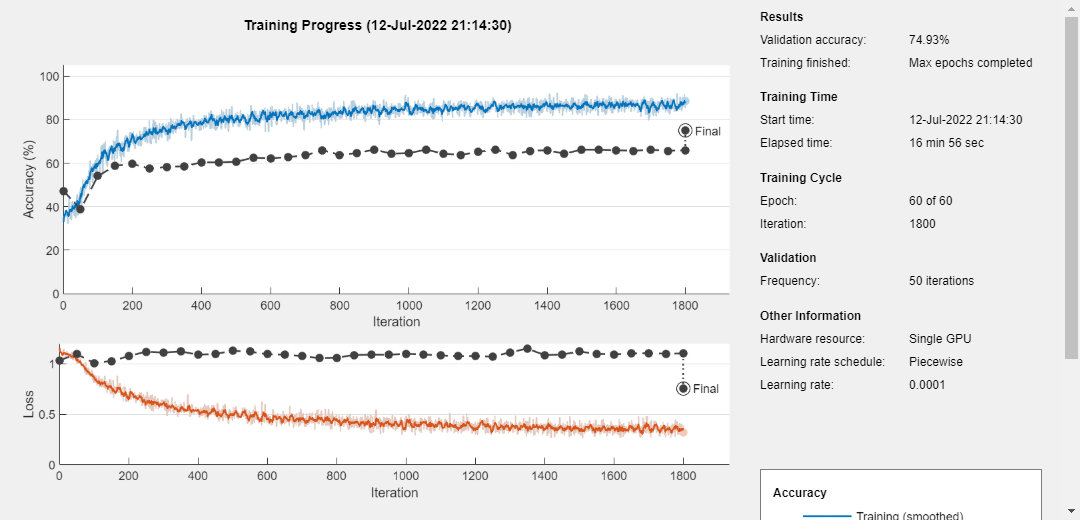 Training Progress (12-Jul-2022 21:14:30)
100
80
60
40
20
0
Accuracy (%)
Final
0 200 400 600 800 1000 1200 1400 1600 1800
Iteration
1
0.5
0
Loss
Final
0 200 400 600 800 1000 1200 1400 1600 1800
Iteration
Results
Validation accuracy: 74.93%
Training finished: Max epochs completed
Training Time
Start time: 12-Jul-2022 21:14:30
Elapsed time: 16 min 56 sec
Training Cycle
Epoch: 60 of 60
Iteration: 1800
Validation
Frequency: 50 iterations
Other Information
Hardware resource: Single GPU
Learning rate schedule: Piecewise
Learning rate: 0.0001
Accuracy
Training (smoothed)